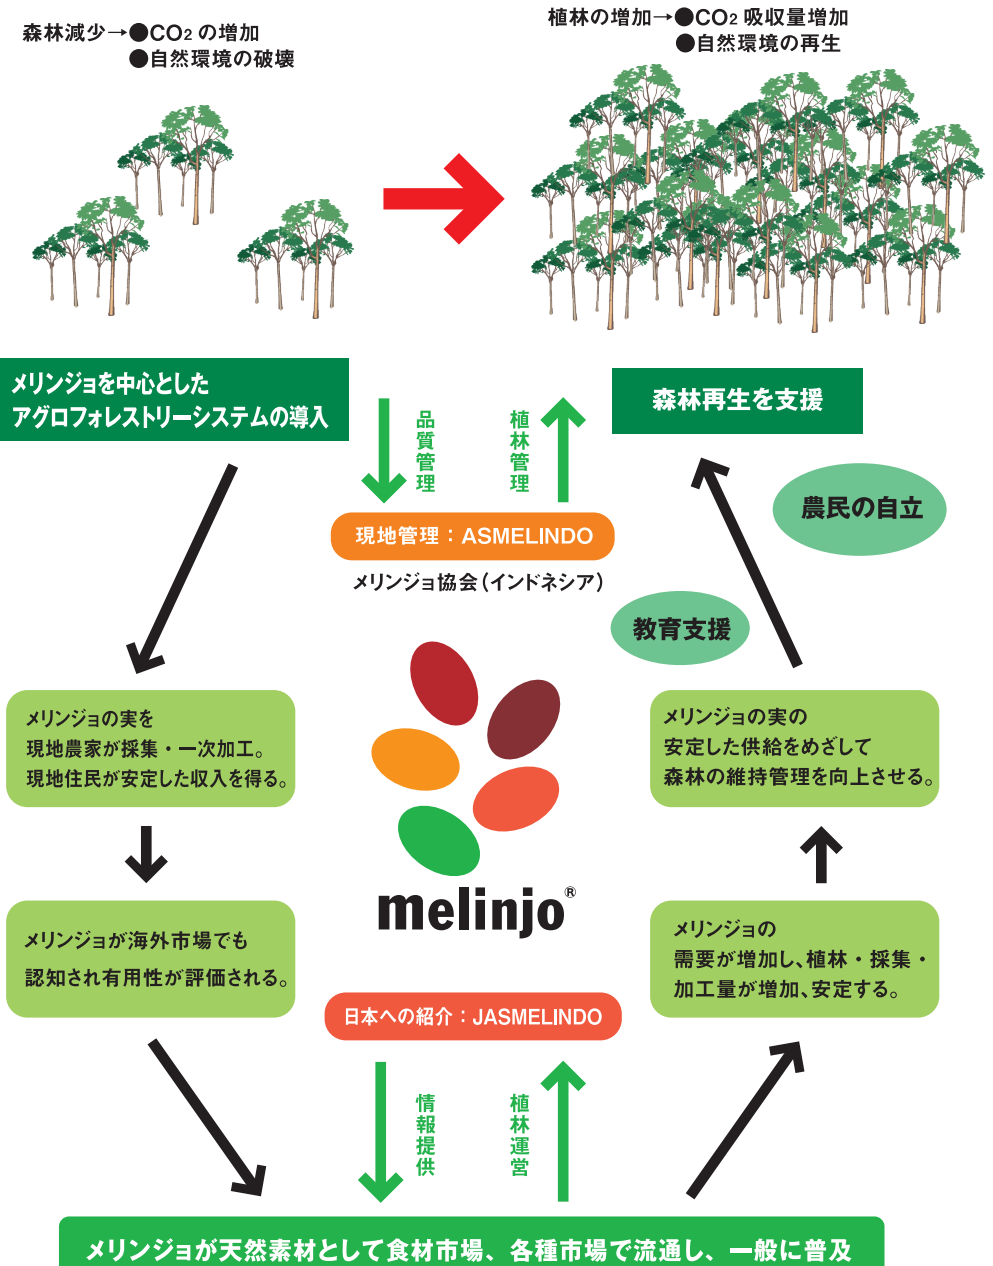 森林減少→●CO2 の増加
●自然環境の破壊
植林の増加→●CO2 吸収量増加
●自然環境の再生
メリンジョを中心とした
アグロフォレストリーシステムの導入
品質管理
植林管理
森林再生を支援
農民の自立
現地管理：ASMELINDO
メリンジョ協会（インドネシア）
教育支援
メリンジョの実を
現地農家が採集・一次加工。
現地住民が安定した収入を得る。
メリンジョの実の
安定した供給をめざして
森林の維持管理を向上させる。
melinjo®
メリンジョが海外市場でも
認知され有用性が評価される。
メリンジョの
需要が増加し、植林・採集・
加工量が増加、安定する。
日本への紹介：JASMELINDO
情報提供
植林運営
メリンジョが天然素材として食材市場、各種市場で流通し、一般に普及